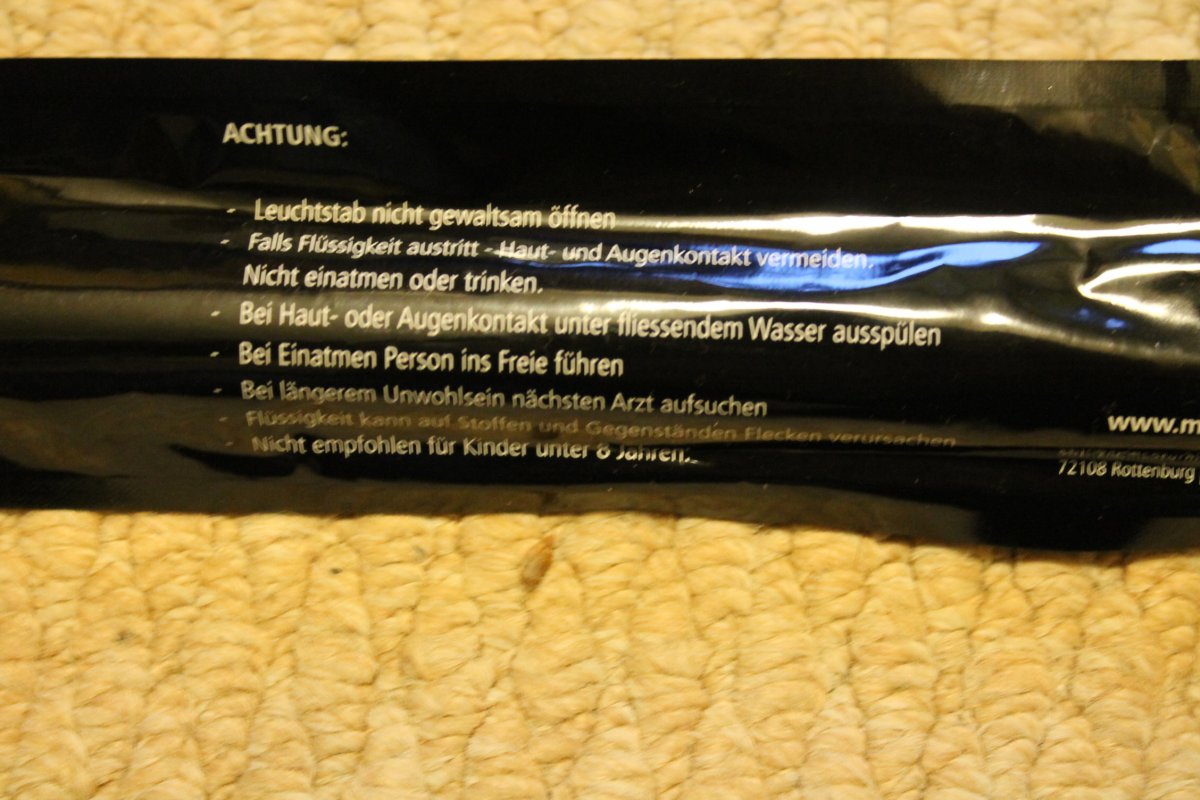 ACHTUNG:
- Leuchtstab nicht gewaltsam öffnen
- Falls Flüssigkeit austritt - Haut- und Augenkontakt vermeiden.
Nicht einatmen oder trinken.
- Bei Haut- oder Augenkontakt unter fliessendem Wasser ausspülen
- Bei Einatmen Person ins Freie führen
- Bei längerem Unwohlsein nächsten Arzt aufsuchen
- Flüssigkeit kann auf Stoffen und Gegenständen Flecken verursachen
- Nicht empfohlen für Kinder unter 8 Jahren.
www.m
72108 Rottenburg